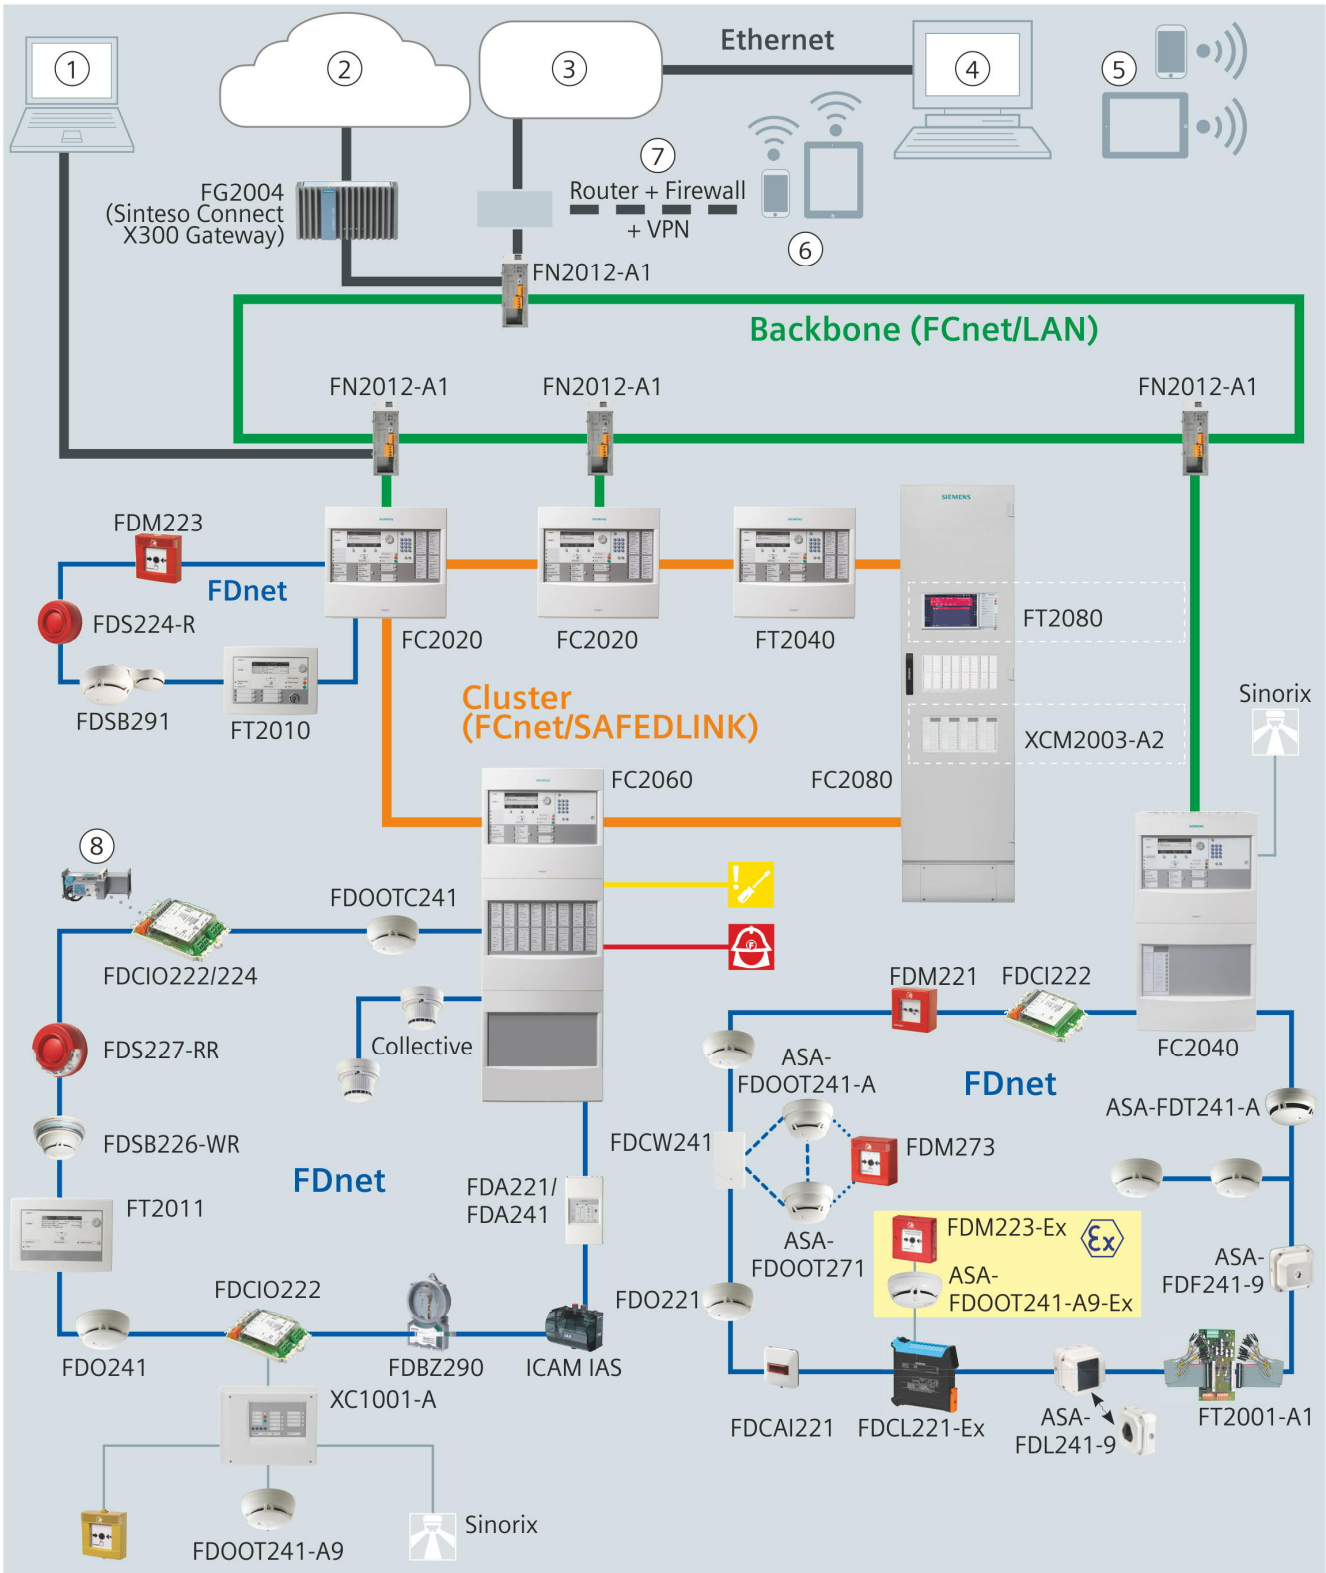 1
2
3
Ethernet
4
5
7
FG2004
(Sinteso Connect
X300 Gateway)
Router + Firewall
+ VPN
6
FN2012-A1
Backbone (FCnet/LAN)
FN2012-A1
FN2012-A1
FN2012-A1
SIEMENS
FDM223
FDnet
FDS224-R
FDSB291
FT2010
FC2020
FC2020
FT2040
FT2080
Cluster
(FCnet/SAFEDLINK)
XCM2003-A2
Sinorix
FC2060
FC2080
8
FDOOTC241
FDCIO222/224
FDS227-RR
Collective
FDSB226-WR
FDnet
FT2011
FDA221/
FDA241
FDCIO222
FDO241
FDBZ290
ICAM IAS
XC1001-A
FDOOT241-A9
Sinorix
F
FDM221
FDCI222
FC2040
FDnet
ASA-
FDOOT241-A
ASA-FDT241-A
FDCW241
FDM273
ASA-
FDOOT271
FDM223-Ex
Ex
ASA-
FDOOT241-A9-Ex
ASA-
FDF241-9
FDO221
FDCAI221
FDCL221-Ex
ASA-
FDL241-9
FT2001-A1